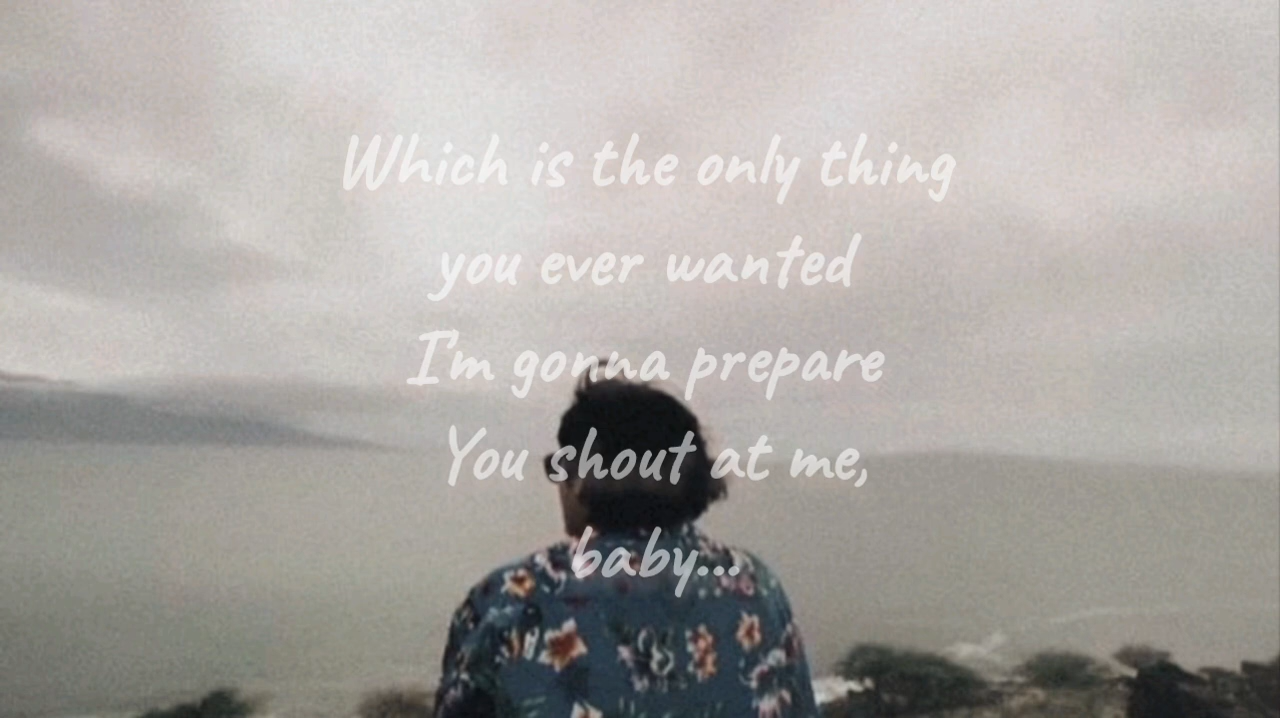 Which is the only thing
you ever wanted
I'm gonna prepare
You shout at me,
baby...